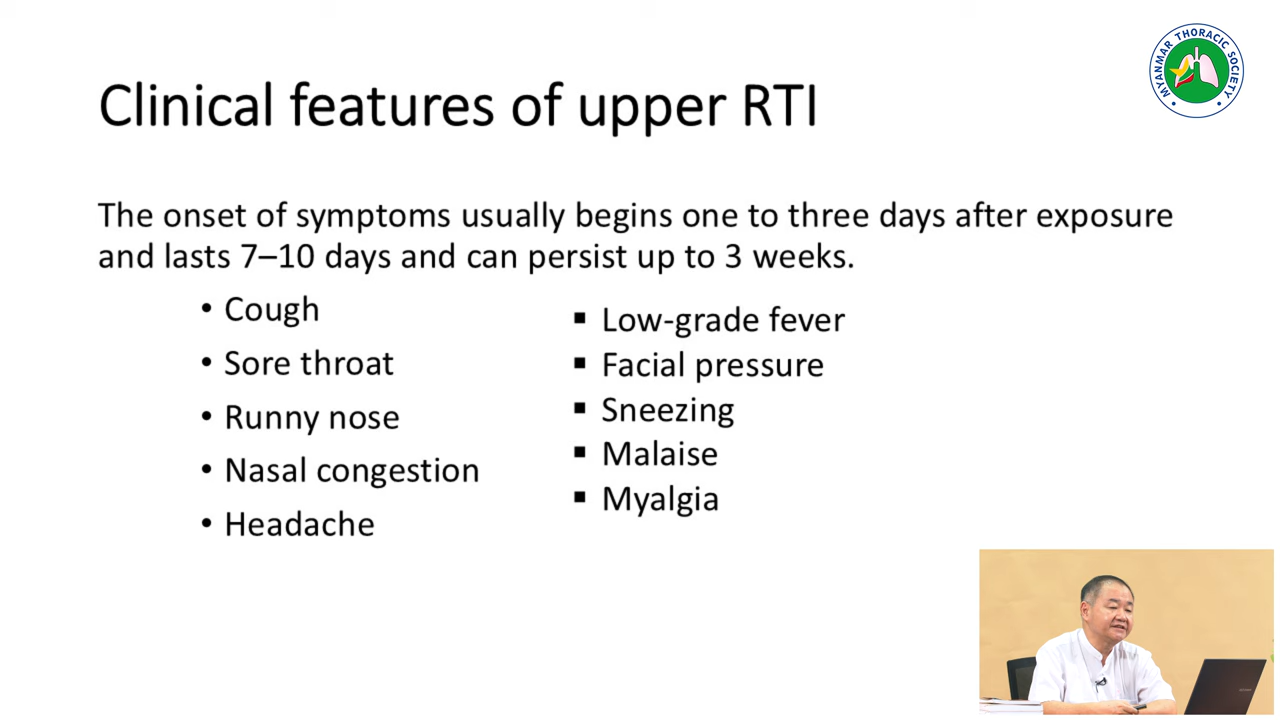 MYANMAR THORACIC SOCIETY
Clinical features of upper RTI
The onset of symptoms usually begins one to three days after exposure
and lasts 7–10 days and can persist up to 3 weeks.
• Cough
• Sore throat
• Runny nose
• Nasal congestion
• Headache
▪ Low-grade fever
▪ Facial pressure
▪ Sneezing
▪ Malaise
▪ Myalgia